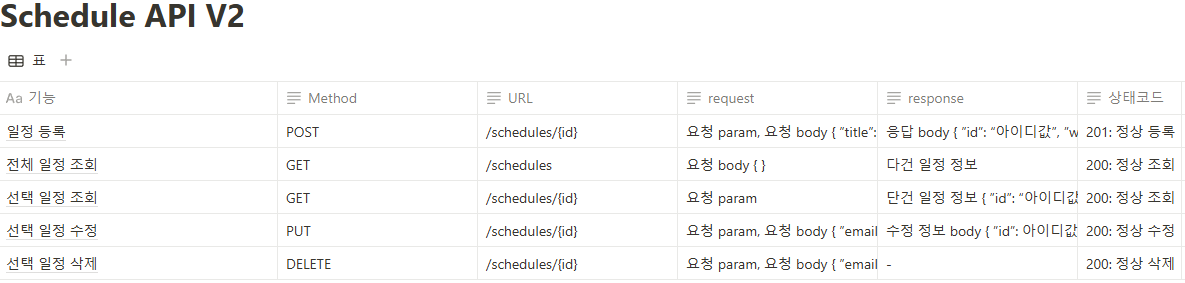 Schedule API V2
표 +
Aa 기능 Method URL request response 상태코드
일정 등록 POST /schedules/{id} 요청 param, 요청 body { "title": 응답 body { "id": "아이디값", "w 201: 정상 등록
전체 일정 조회 GET /schedules 요청 body { } 다건 일정 정보 200: 정상 조회
선택 일정 조회 GET /schedules/{id} 요청 param 단건 일정 정보 { "id": "아이디값 200: 정상 조회
선택 일정 수정 PUT /schedules/{id} 요청 param, 요청 body { "email 수정 정보 body { "id": 아이디값 200: 정상 수정
선택 일정 삭제 DELETE /schedules/{id} 요청 param, 요청 body { "email - 200: 정상 삭제